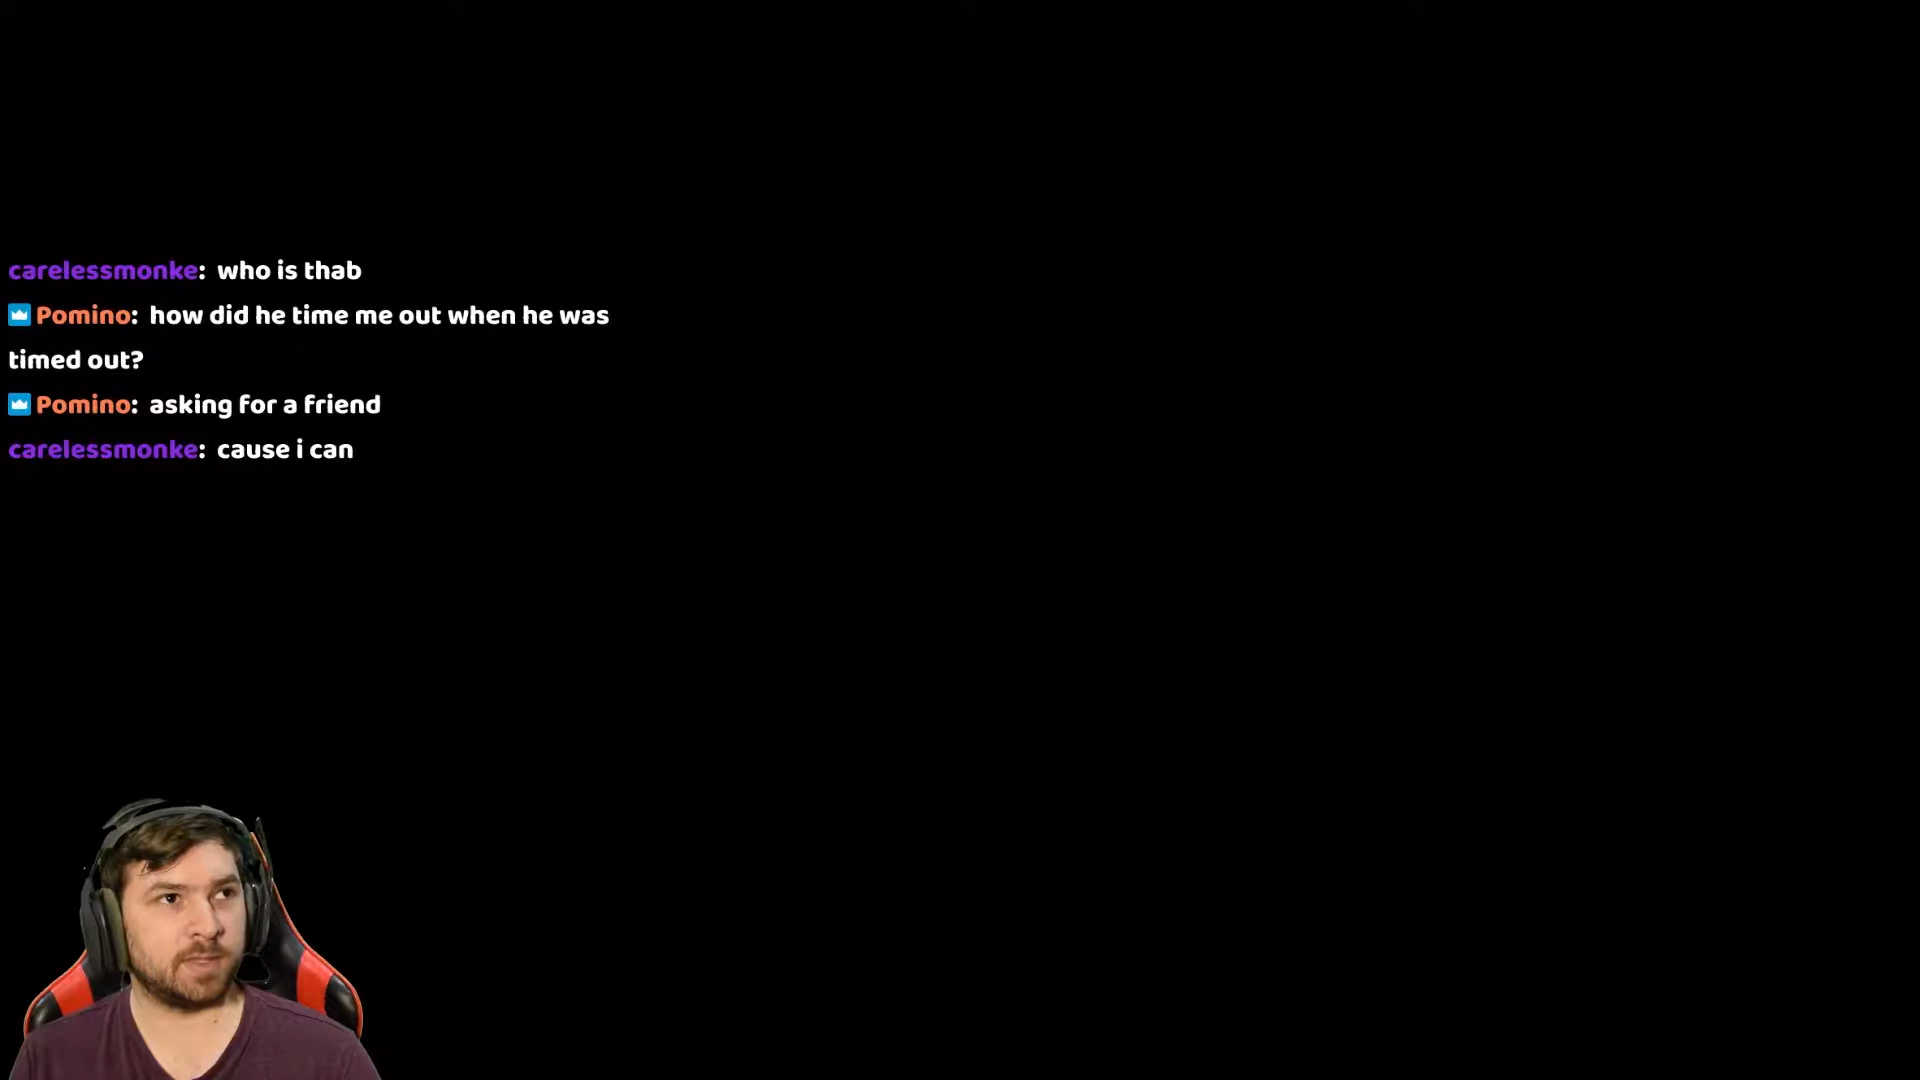 carelessmonke: who is thab
Pomino: how did he time me out when he was
timed out?
Pomino: asking for a friend
carelessmonke: cause i can